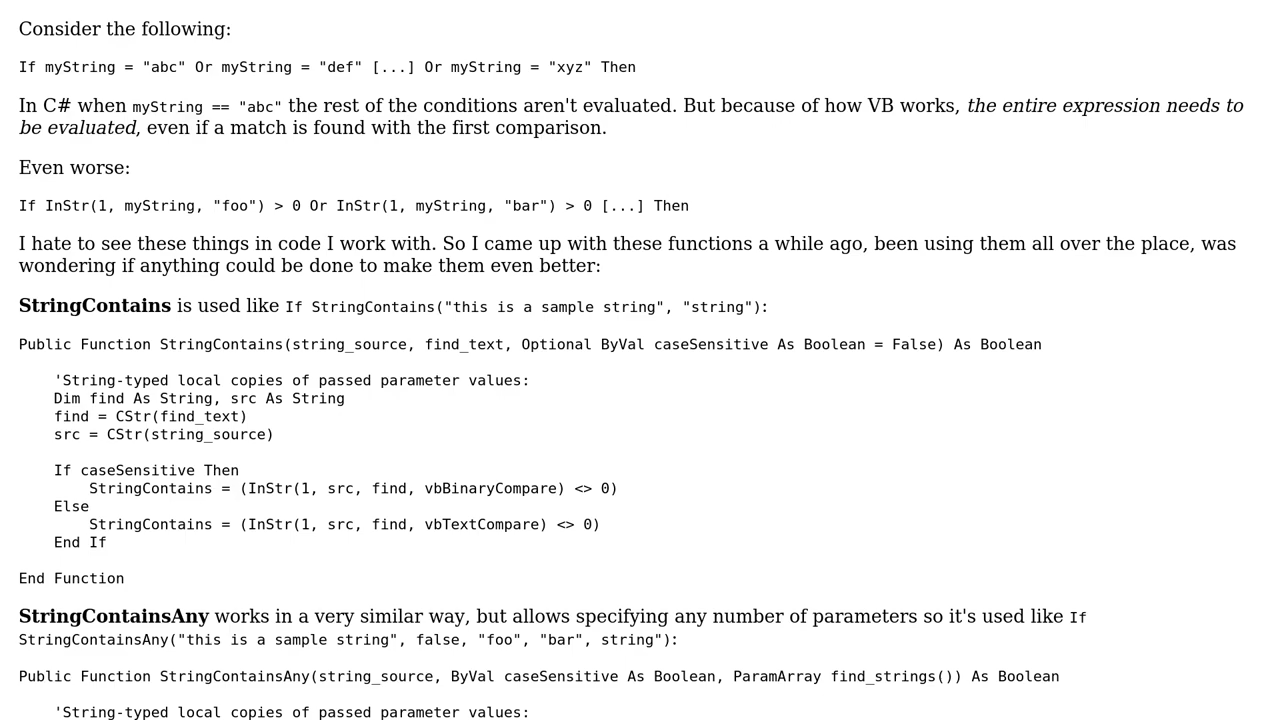 Consider the following:
If myString = "abc" Or myString = "def" [...] Or myString = "xyz" Then
In C# when myString == "abc" the rest of the conditions aren't evaluated. But because of how VB works, the entire expression needs to
be evaluated, even if a match is found with the first comparison.
Even worse:
If InStr(1, myString, "foo") > 0 Or InStr(1, myString, "bar") > 0 [...] Then
I hate to see these things in code I work with. So I came up with these functions a while ago, been using them all over the place, was
wondering if anything could be done to make them even better:
StringContains is used like If StringContains("this is a sample string", "string"):
Public Function StringContains(string_source, find_text, Optional ByVal caseSensitive As Boolean = False) As Boolean
    'String-typed local copies of passed parameter values:
    Dim find As String, src As String
    find = CStr(find_text)
    src = CStr(string_source)
    If caseSensitive Then
        StringContains = (InStr(1, src, find, vbBinaryCompare) <> 0)
    Else
        StringContains = (InStr(1, src, find, vbTextCompare) <> 0)
    End If
End Function
StringContainsAny works in a very similar way, but allows specifying any number of parameters so it's used like If
StringContainsAny("this is a sample string", false, "foo", "bar", string"):
Public Function StringContainsAny(string_source, ByVal caseSensitive As Boolean, ParamArray find_strings()) As Boolean
    'String-typed local copies of passed parameter values: